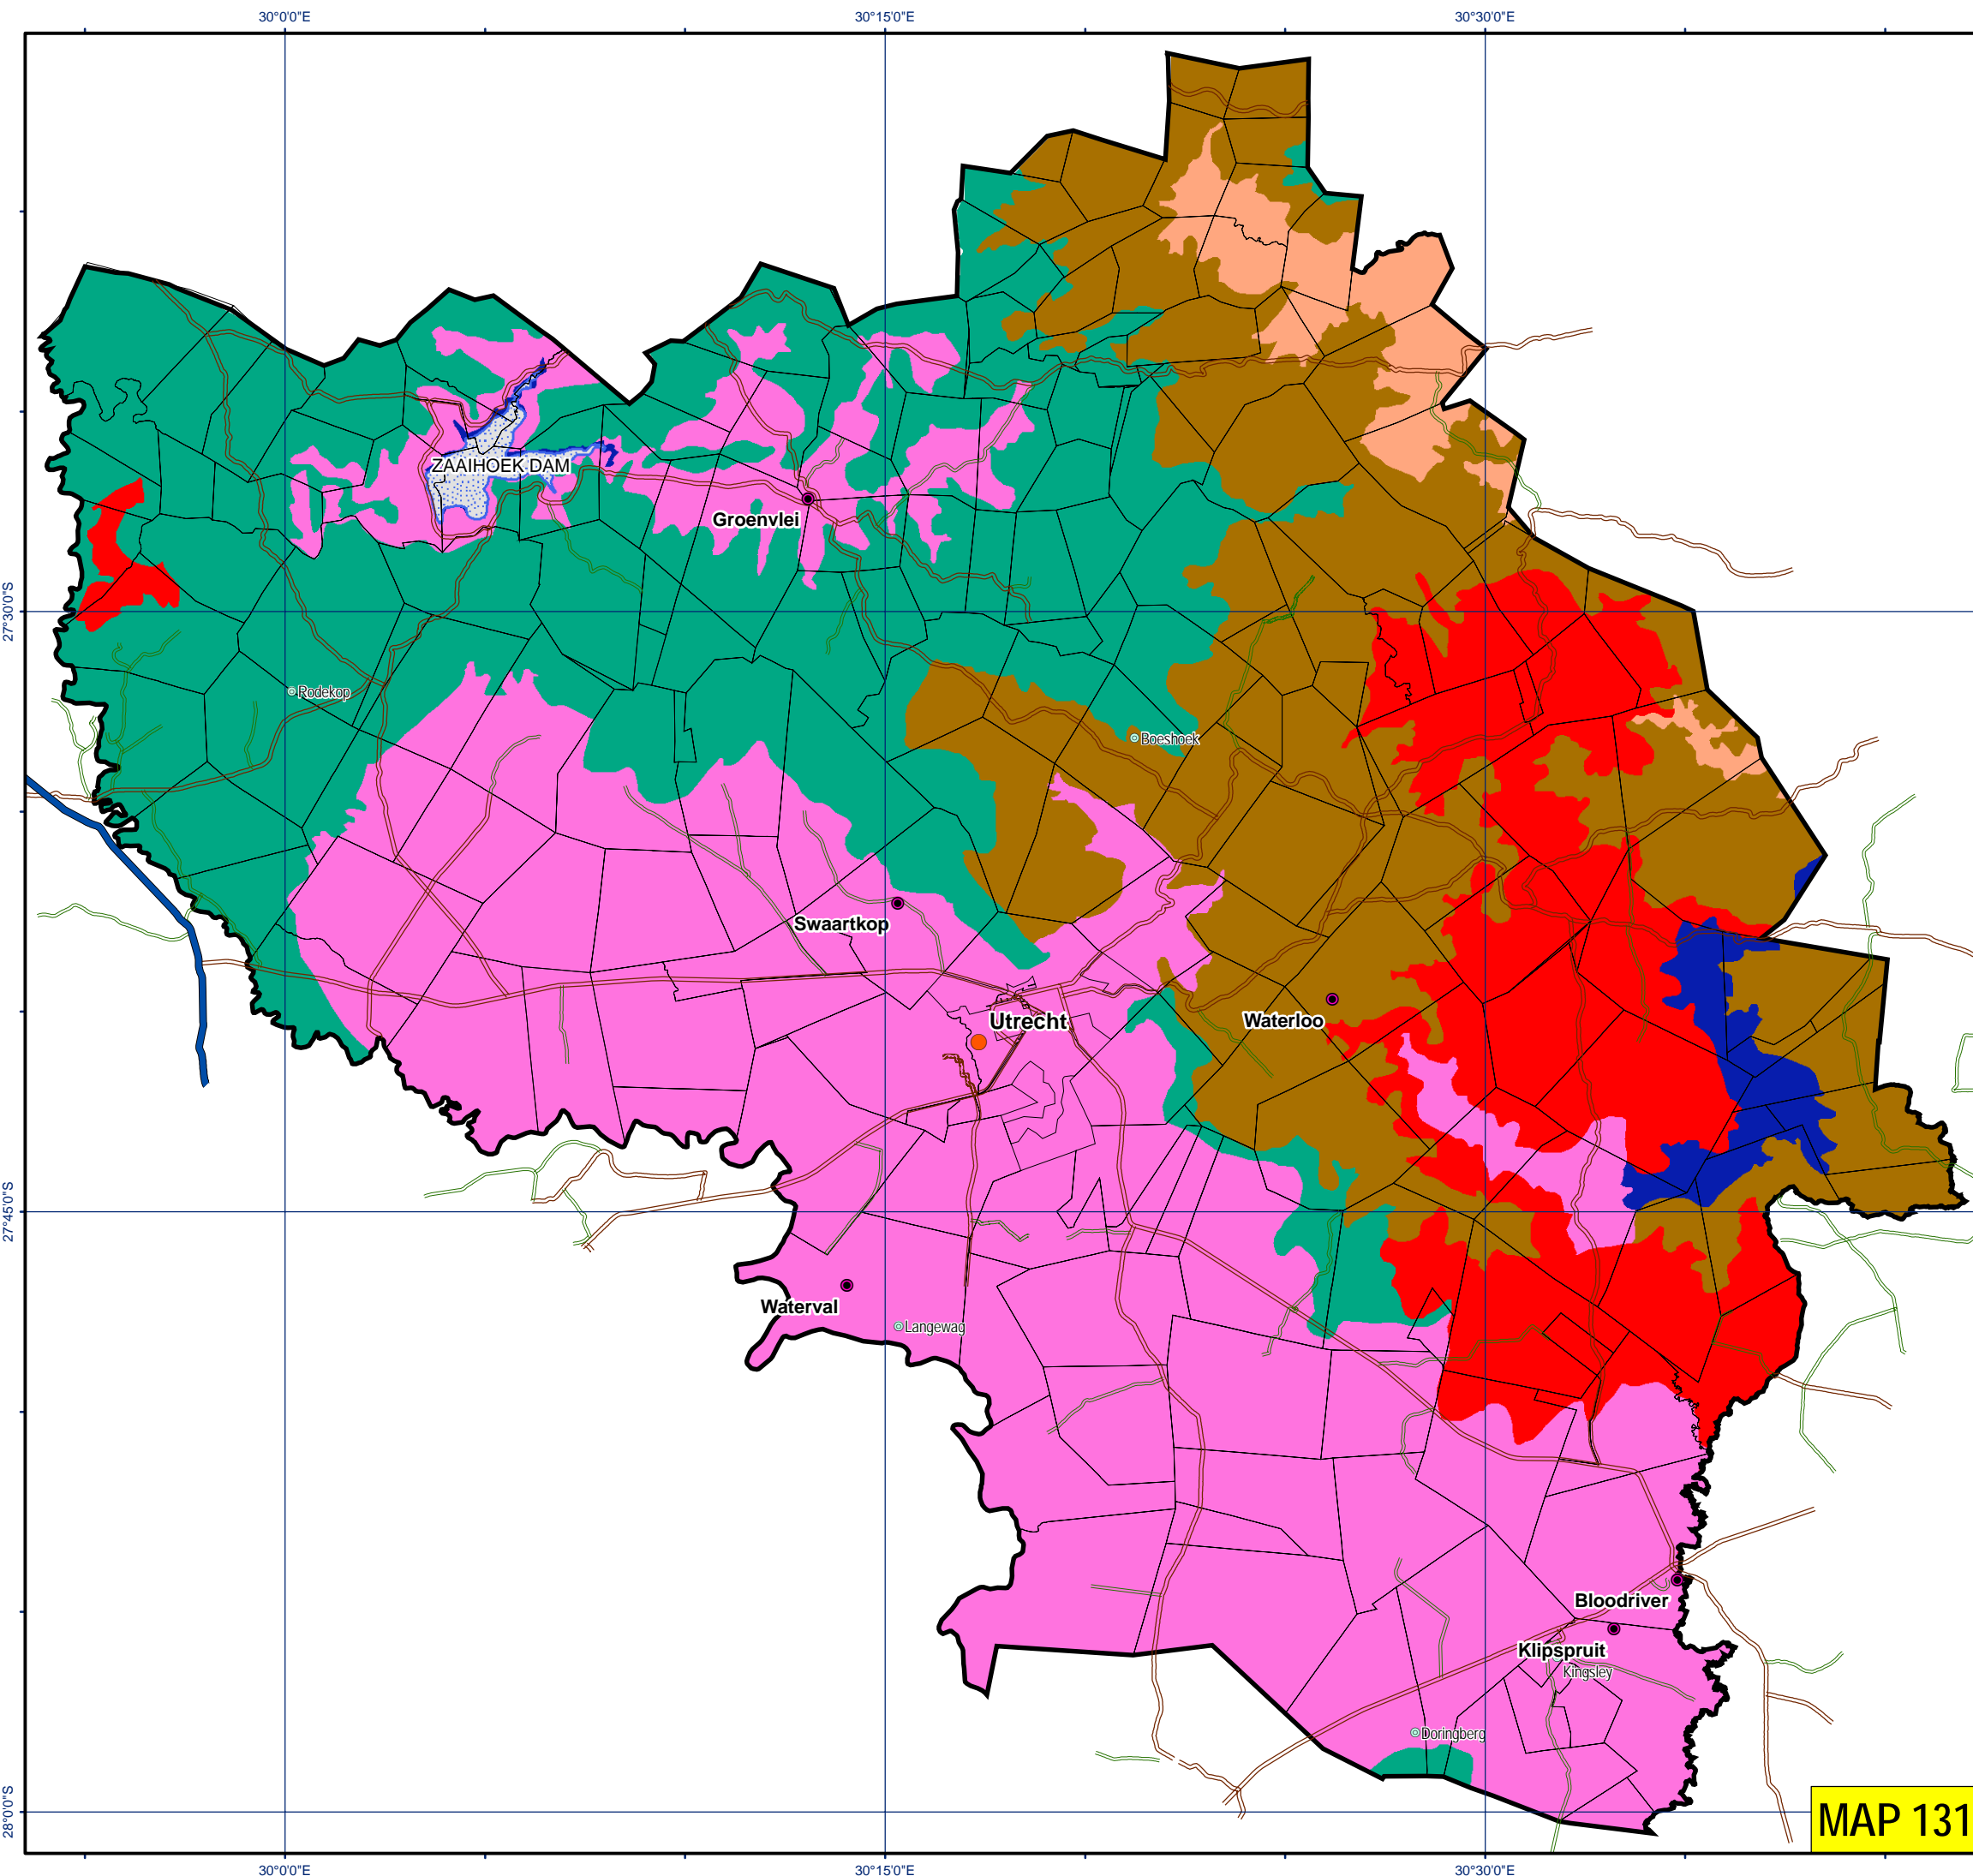 30°0'0"E
30°15'0"E
30°30'0"E
ZAAIHOEK DAM
Groenvlei
27°30'0"S
Rodekop
Boeshoek
Swaartkop
Utrecht
Waterloo
27°45'0"S
Waterval
Langewag
Bloodriver
Klipspruit
Kingsley
Doringberg
28°0'0"S
MAP 131
30°0'0"E
30°15'0"E
30°30'0"E